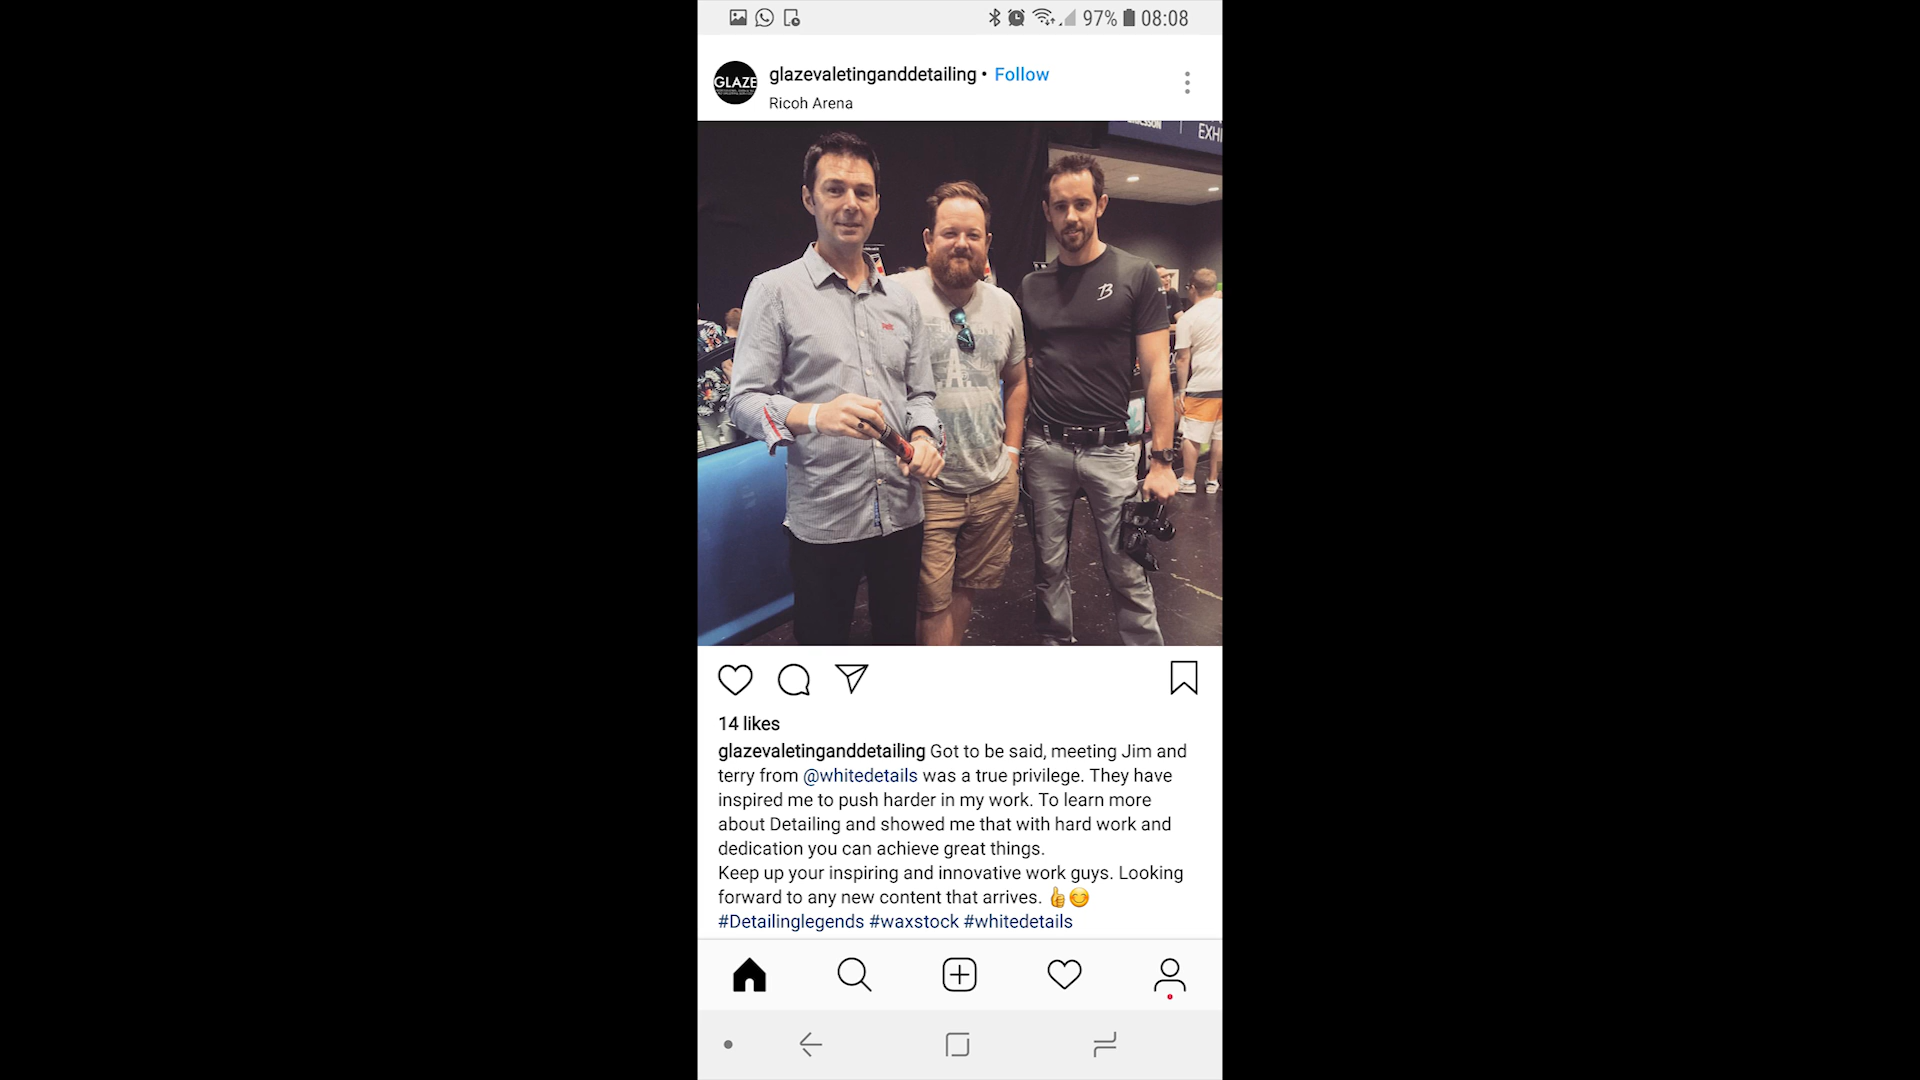 97% 08:08
GLAZE
glazevaletinganddetailing • Follow
Ricoh Arena
EXHI
B
14 likes
glazevaletinganddetailing Got to be said, meeting Jim and
terry from @whitedetails was a true privilege. They have
inspired me to push harder in my work. To learn more
about Detailing and showed me that with hard work and
dedication you can achieve great things.
Keep up your inspiring and innovative work guys. Looking
forward to any new content that arrives. 👍😊
#Detailinglegends #waxstock #whitedetails